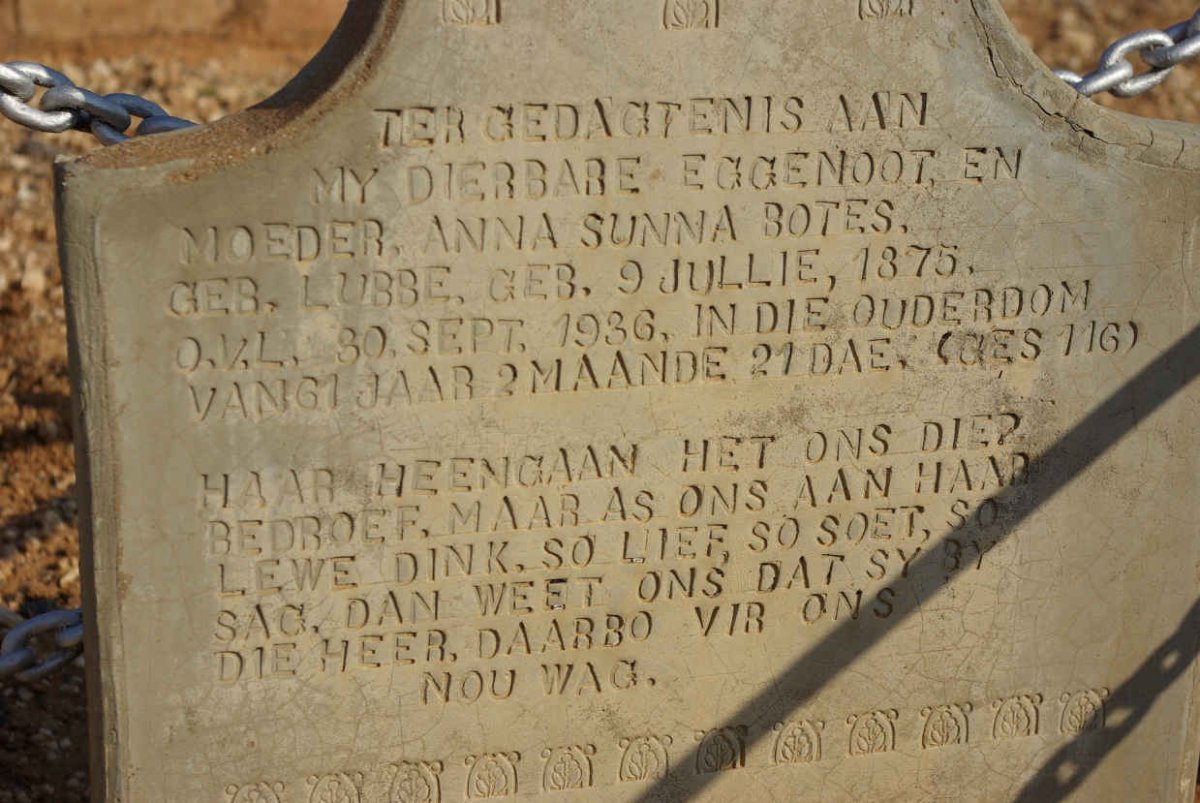 TER GEDAGTENIS AAN
MY DIERBARE EGGENOOT, EN
MOEDER, ANNA SUNNA BOTES,
GEB. LUBBE, GEB. 9 JULLIE, 1875,
O.V.L. 30. SEPT. 1936, IN DIE OUDERDOM
VAN 61 JAAR 2 MAANDE 21 DAE. (GES 116)
HAAR HEENGAAN HET ONS DIEP
BEDROEF, MAAR AS ONS AAN HAAR
LEWE DINK, SO LIEF, SO SOET, SO
SAG, DAN WEET ONS DAT SY BY
DIE HEER, DAARBO VIR ONS
NOU WAG.